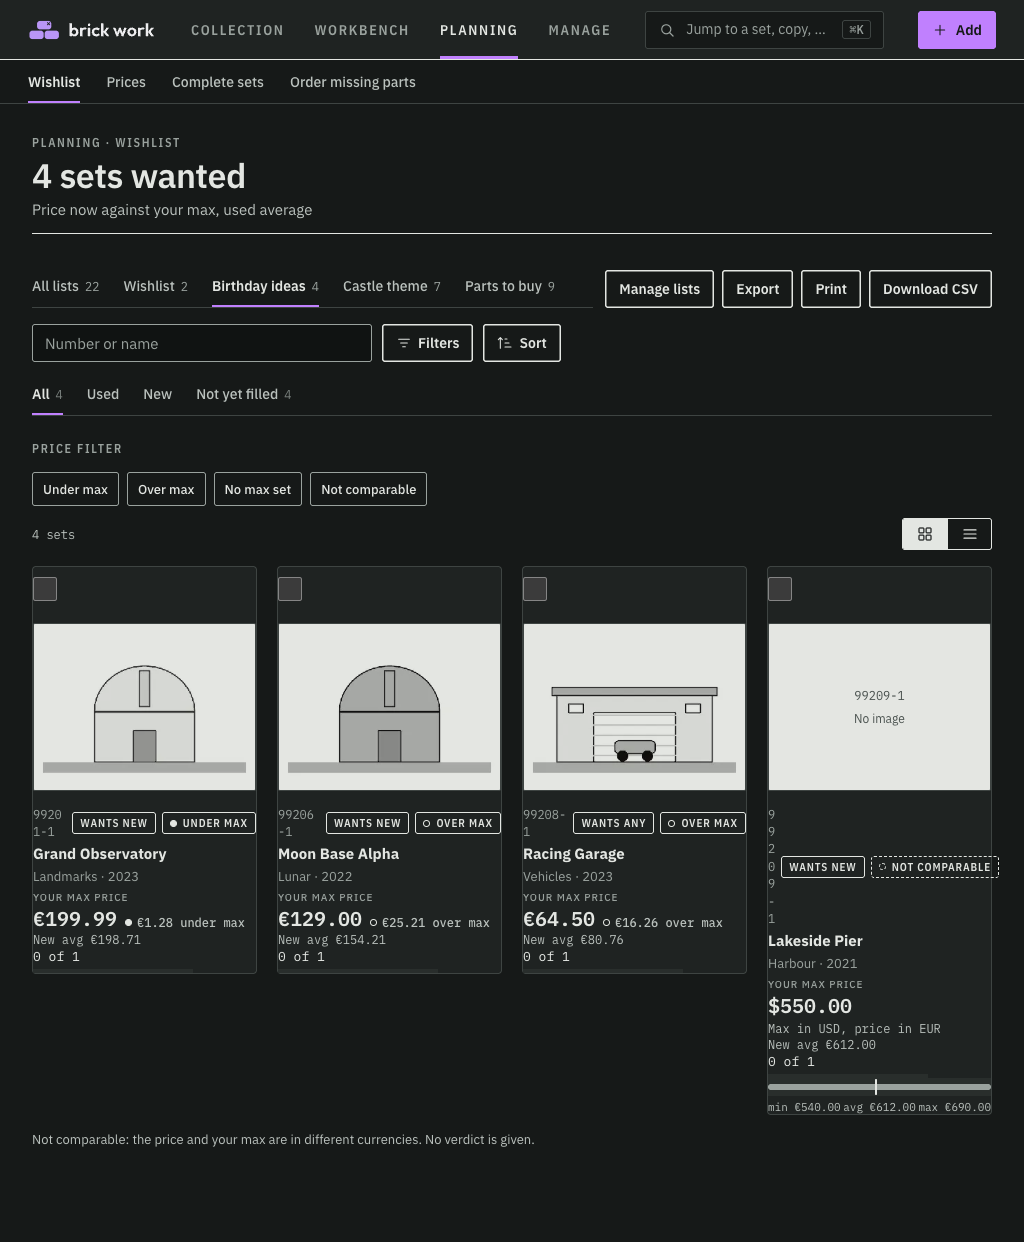 brick work
COLLECTION WORKBENCH PLANNING MANAGE
Jump to a set, copy, ... ⌘K
+ Add
Wishlist Prices Complete sets Order missing parts
PLANNING · WISHLIST
4 sets wanted
Price now against your max, used average
All lists 22 Wishlist 2 Birthday ideas 4 Castle theme 7 Parts to buy 9
Manage lists Export Print Download CSV
Number or name Filters Sort
All 4 Used New Not yet filled 4
PRICE FILTER
Under max Over max No max set Not comparable
4 sets
9920
1-1
WANTS NEW UNDER MAX
Grand Observatory
Landmarks · 2023
YOUR MAX PRICE
€199.99 €1.28 under max
New avg €198.71
0 of 1
99206
-1
WANTS NEW OVER MAX
Moon Base Alpha
Lunar · 2022
YOUR MAX PRICE
€129.00 €25.21 over max
New avg €154.21
0 of 1
99208-
1
WANTS ANY OVER MAX
Racing Garage
Vehicles · 2023
YOUR MAX PRICE
€64.50 €16.26 over max
New avg €80.76
0 of 1
99209-1
No image
9
9
2
0
9
-
1
WANTS NEW NOT COMPARABLE
Lakeside Pier
Harbour · 2021
YOUR MAX PRICE
$550.00
Max in USD, price in EUR
New avg €612.00
0 of 1
min €540.00 avg €612.00 max €690.00
Not comparable: the price and your max are in different currencies. No verdict is given.